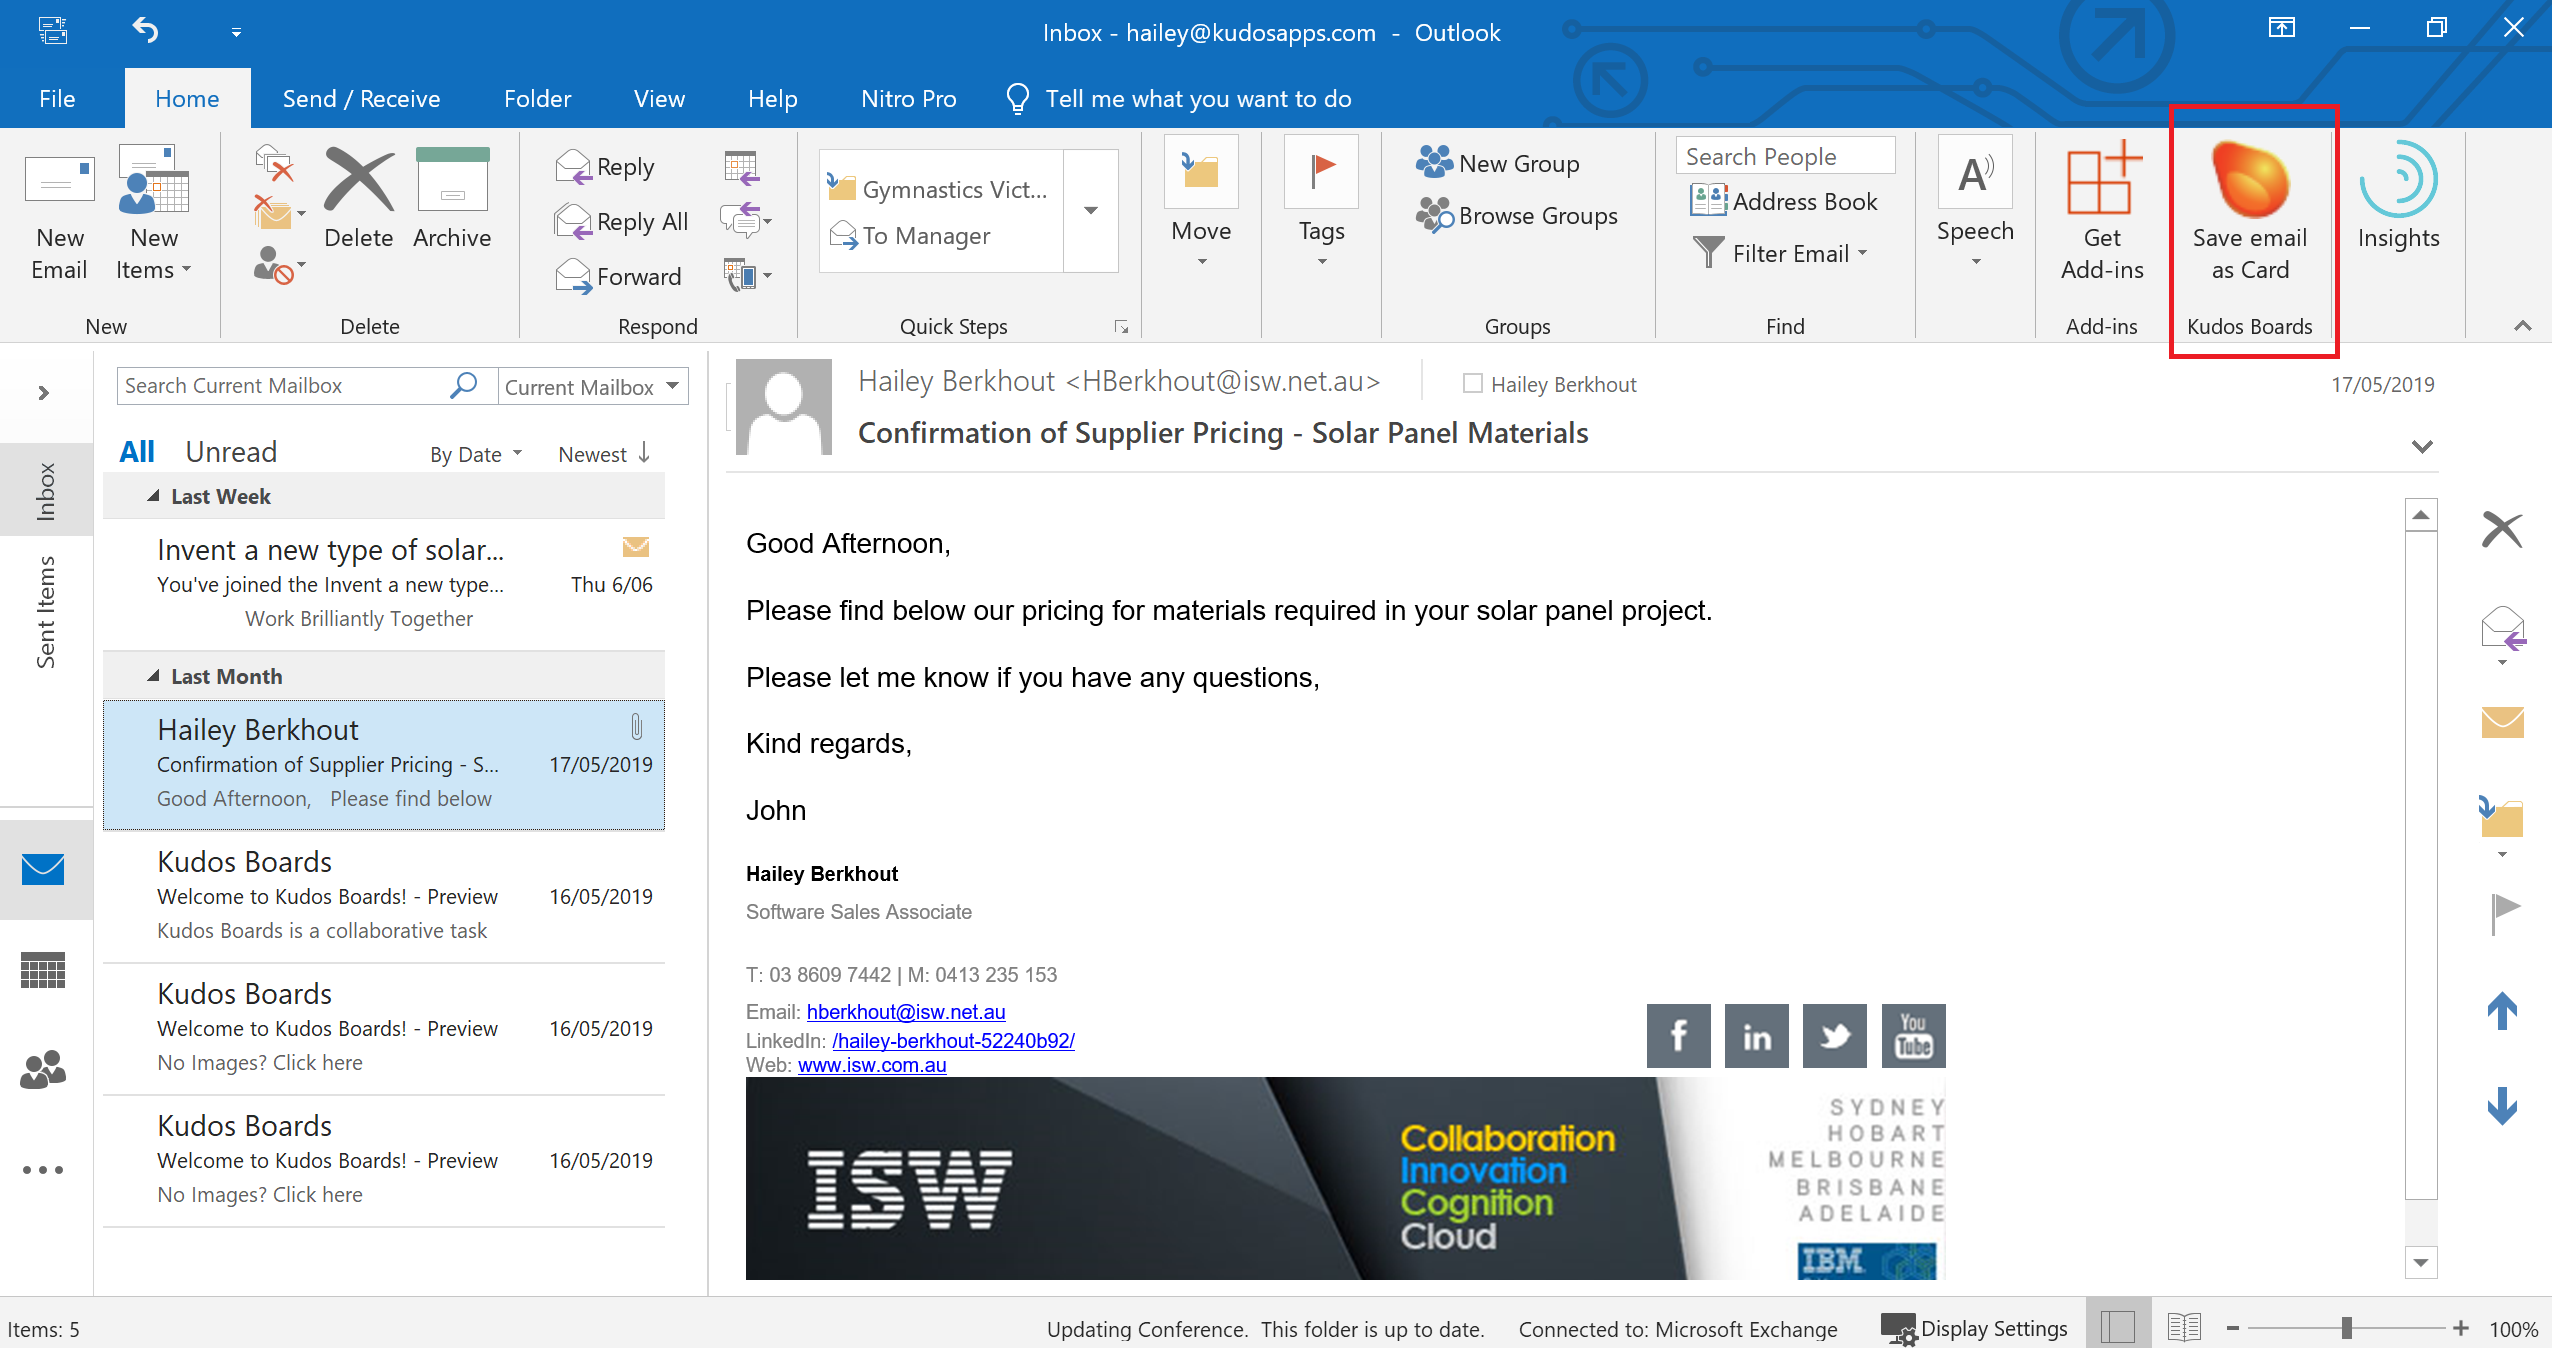 Inbox - hailey@kudosapps.com - Outlook
File Home Send / Receive Folder View Help Nitro Pro Tell me what you want to do
New Email
New Items
New
Delete
Archive
Delete
Reply
Reply All
Forward
Respond
Gymnastics Vict...
To Manager
Quick Steps
Move
Tags
New Group
Browse Groups
Groups
Search People
Address Book
Filter Email
Find
A
Speech
Get
Add-ins
Add-ins
Save email
as Card
Kudos Boards
Insights
Inbox
Sent Items
Search Current Mailbox Current Mailbox
All Unread By Date Newest
Last Week
Invent a new type of solar...
You've joined the Invent a new type... Thu 6/06
Work Brilliantly Together
Last Month
Hailey Berkhout
Confirmation of Supplier Pricing - S... 17/05/2019
Good Afternoon, Please find below
Kudos Boards
Welcome to Kudos Boards! - Preview 16/05/2019
Kudos Boards is a collaborative task
Kudos Boards
Welcome to Kudos Boards! - Preview 16/05/2019
No Images? Click here
Kudos Boards
Welcome to Kudos Boards! - Preview 16/05/2019
No Images? Click here
Hailey Berkhout <HBerkhout@isw.net.au> Hailey Berkhout 17/05/2019
Confirmation of Supplier Pricing - Solar Panel Materials
Good Afternoon,
Please find below our pricing for materials required in your solar panel project.
Please let me know if you have any questions,
Kind regards,
John
Hailey Berkhout
Software Sales Associate
T: 03 8609 7442 | M: 0413 235 153
Email: hberkhout@isw.net.au
LinkedIn: /hailey-berkhout-52240b92/
Web: www.isw.com.au
f in You Tube
ISW
Collaboration
Innovation
Cognition
Cloud
SYDNEY
HOBART
MELBOURNE
BRISBANE
ADELAIDE
IBM
Items: 5 Updating Conference. This folder is up to date. Connected to: Microsoft Exchange Display Settings 100%